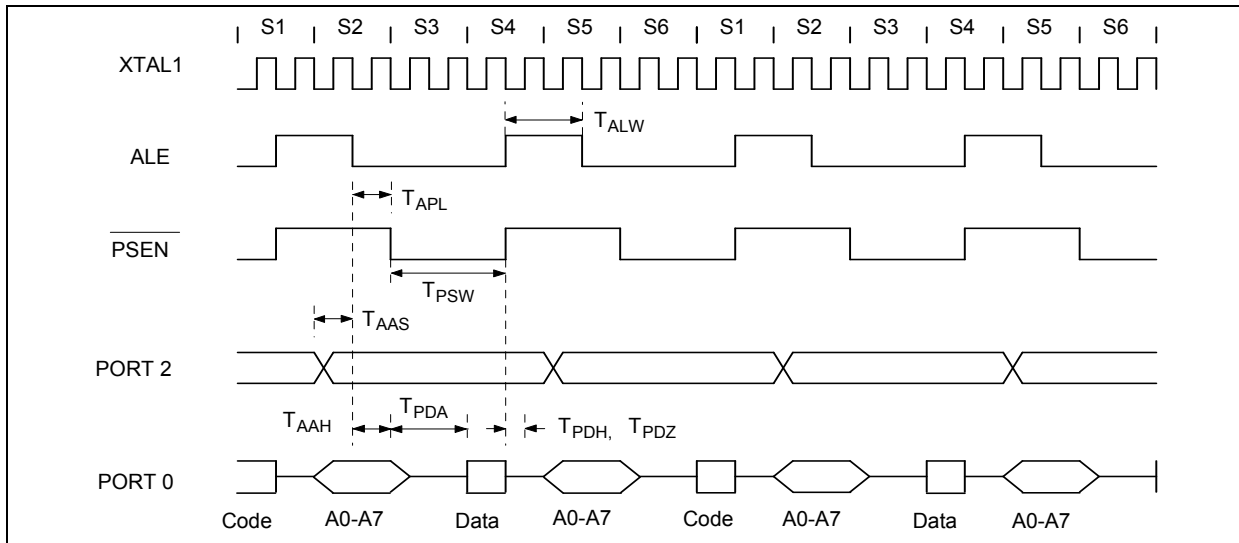 S1 S2 S3 S4 S5 S6 S1 S2 S3 S4 S5 S6
XTAL1
TALW
ALE
TAPL
PSEN
TPSW
TAAS
PORT 2
TAAH TPDA TPDH, TPDZ
PORT 0
Code A0-A7 Data A0-A7 Code A0-A7 Data A0-A7